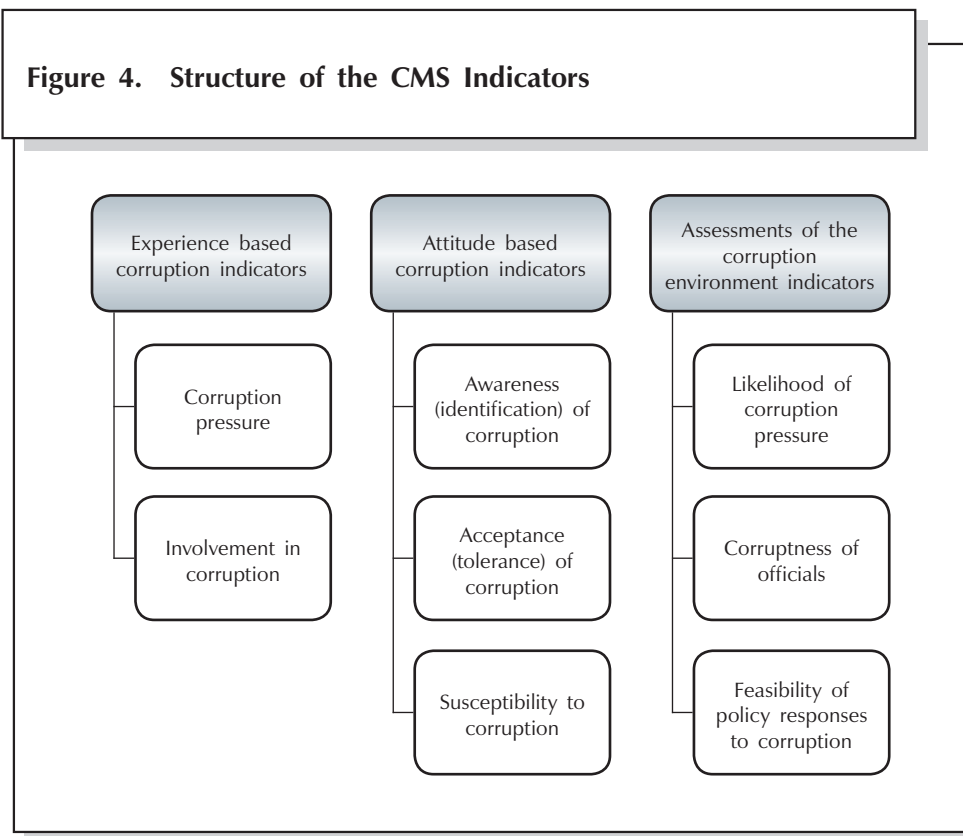 Figure 4. Structure of the CMS Indicators
Experience based
corruption indicators
Corruption
pressure
Involvement in
corruption
Attitude based
corruption indicators
Awareness
(identification) of
corruption
Acceptance
(tolerance) of
corruption
Susceptibility to
corruption
Assessments of the
corruption
environment indicators
Likelihood of
corruption
pressure
Corruptness of
officials
Feasibility of
policy responses
to corruption